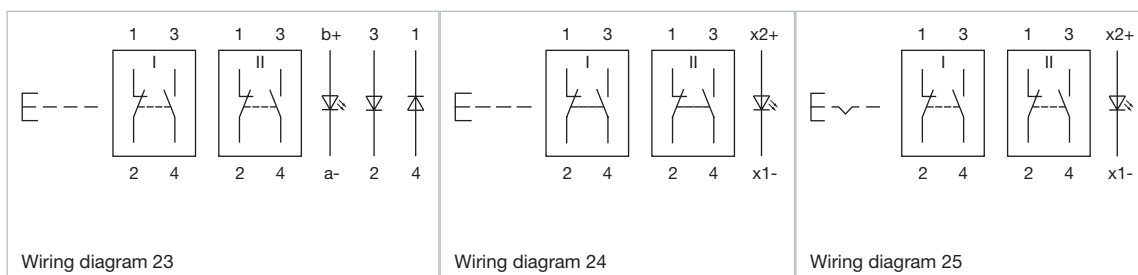 1 3 1 3 b+ 3 1
I II
2 4 2 4 a- 2 4
Wiring diagram 23
1 3 1 3 x2+
I II
2 4 2 4 x1-
Wiring diagram 24
1 3 1 3 x2+
I II
2 4 2 4 x1-
Wiring diagram 25